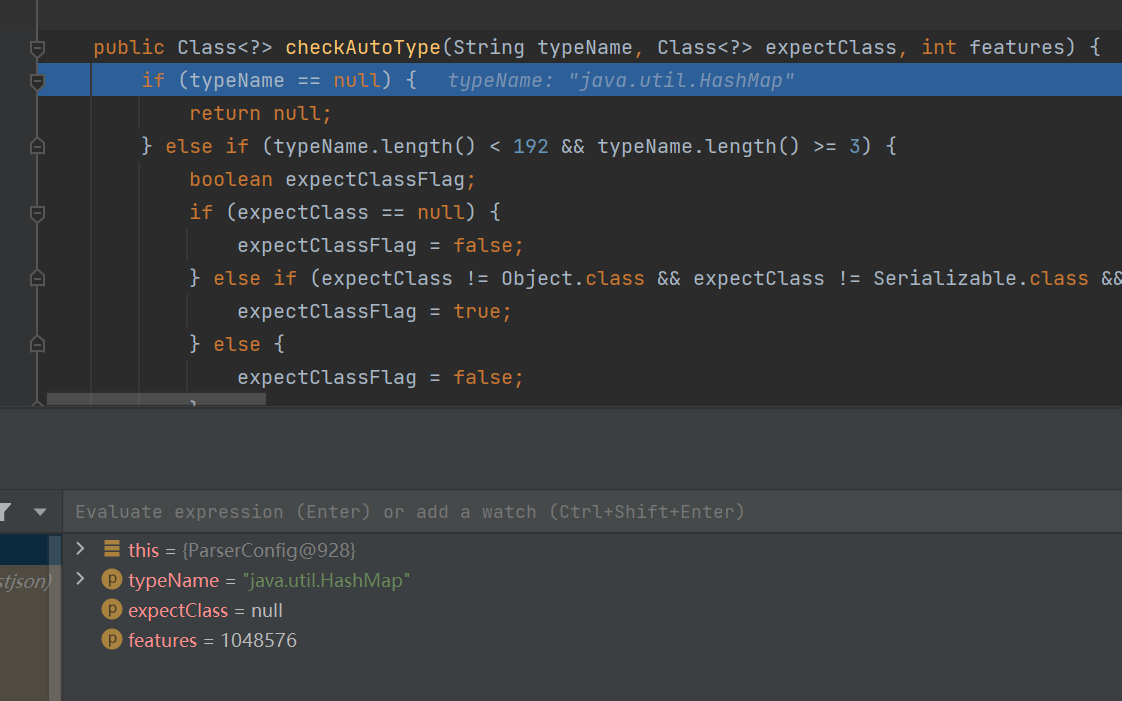 public Class<?> checkAutoType(String typeName, Class<?> expectClass, int features) {
if (typeName == null) { typeName: "java.util.HashMap"
return null;
} else if (typeName.length() < 192 && typeName.length() >= 3) {
boolean expectClassFlag;
if (expectClass == null) {
expectClassFlag = false;
} else if (expectClass != Object.class && expectClass != Serializable.class &&
expectClassFlag = true;
} else {
expectClassFlag = false;
Evaluate expression (Enter) or add a watch (Ctrl+Shift+Enter)
this = {ParserConfig@928}
stjson)
typeName = "java.util.HashMap"
expectClass = null
features = 1048576